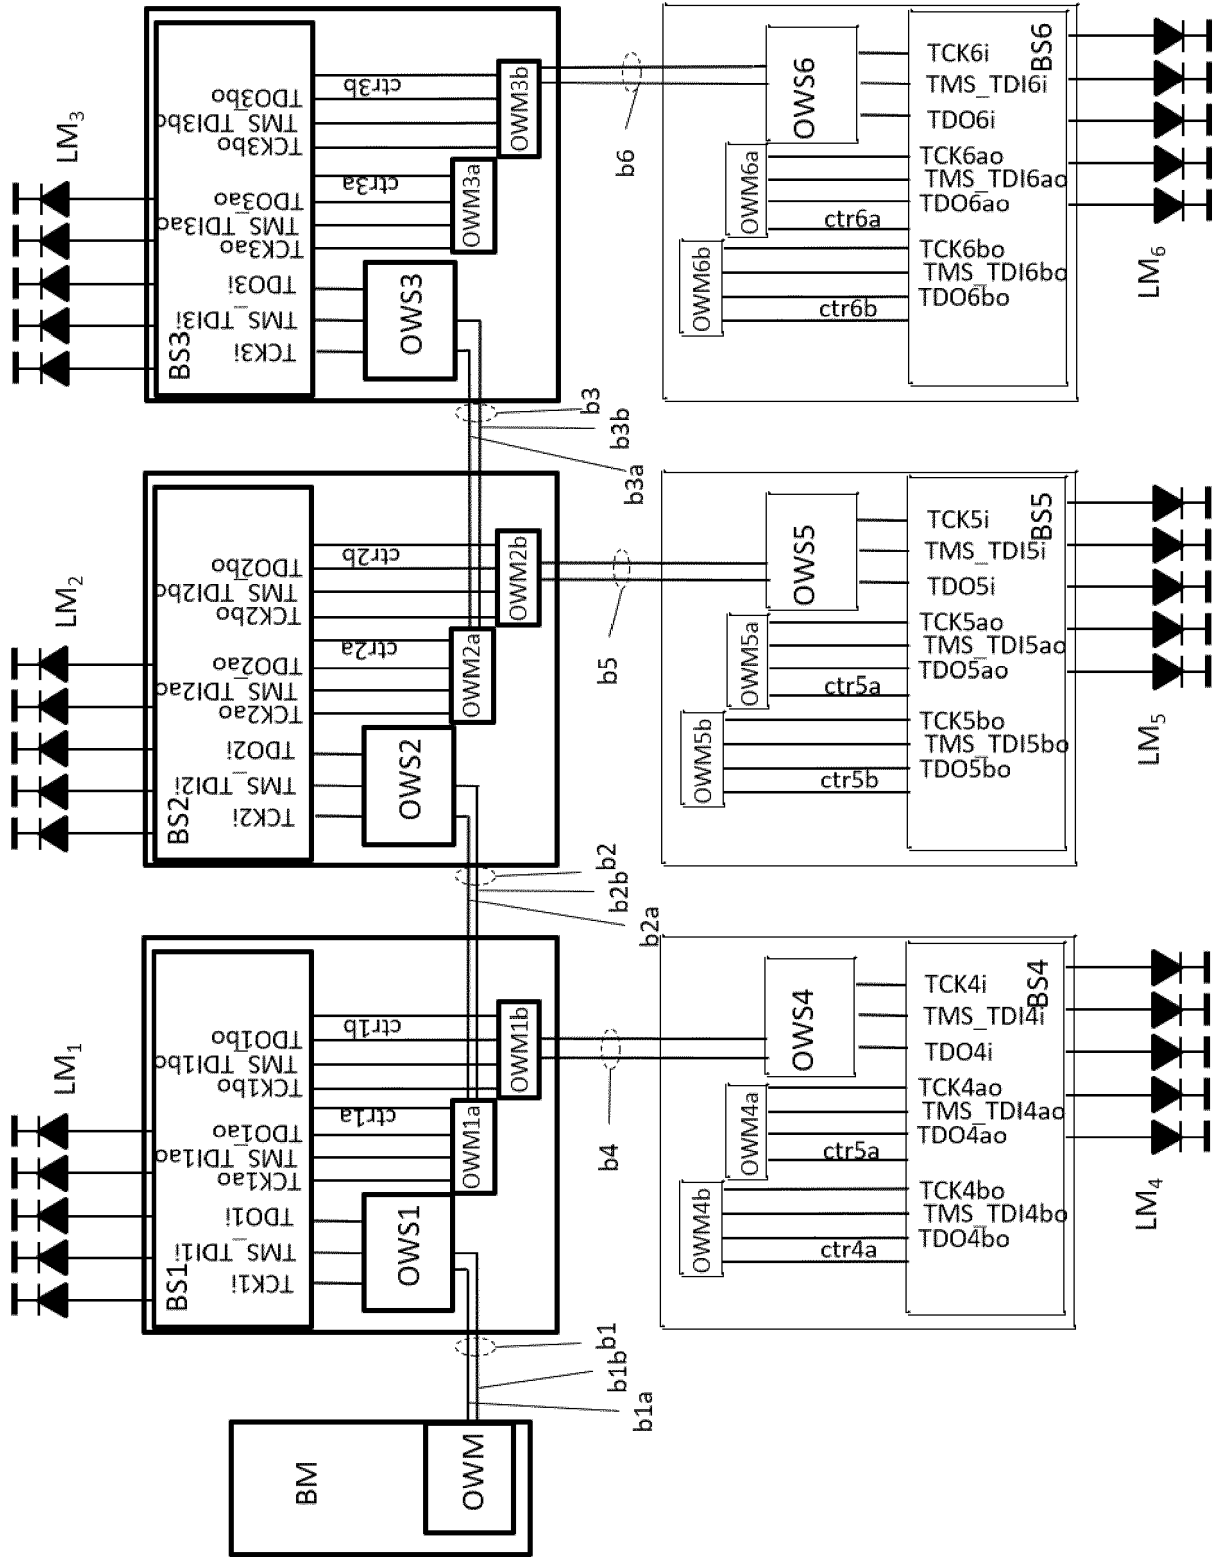 LM3
BS3
TCK3i
TMS_TDI3i
TDO3i
TCK3ao
TMS_TDI3ao
TDO3ao
ctr3a
TCK3bo
TMS_TDI3bo
TDO3bo
ctr3b
OWS3
OWM3a
OWM3b
b6
OWS6
OWM6a
OWM6b
BS6
TCK6i
TMS_TDI6i
TDO6i
TCK6ao
TMS_TDI6ao
TDO6ao
ctr6a
TCK6bo
TMS_TDI6bo
TDO6bo
ctr6b
LM6
b3
b3b
b3a
LM2
BS2
TCK2i
TMS_TDI2i
TDO2i
TCK2ao
TMS_TDI2ao
TDO2ao
ctr2a
TCK2bo
TMS_TDI2bo
TDO2bo
ctr2b
OWS2
OWM2a
OWM2b
b5
OWS5
OWM5a
OWM5b
BS5
TCK5i
TMS_TDI5i
TDO5i
TCK5ao
TMS_TDI5ao
TDO5ao
ctr5a
TCK5bo
TMS_TDI5bo
TDO5bo
ctr5b
LM5
b2
b2b
b2a
LM1
BS1
TCK1i
TMS_TDI1i
TDO1i
TCK1ao
TMS_TDI1ao
TDO1ao
ctr1a
TCK1bo
TMS_TDI1bo
TDO1bo
ctr1b
OWS1
OWM1a
OWM1b
b4
OWS4
OWM4a
OWM4b
BS4
TCK4i
TMS_TDI4i
TDO4i
TCK4ao
TMS_TDI4ao
TDO4ao
ctr5a
TCK4bo
TMS_TDI4bo
TDO4bo
ctr4a
LM4
b1
b1b
b1a
BM
OWM